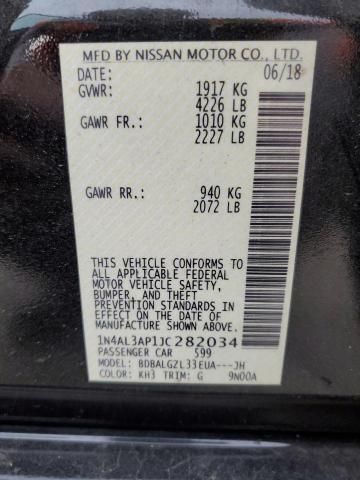 MFD BY NISSAN MOTOR CO., LTD.
DATE: 06/18
GVWR: 1917 KG
4226 LB
GAWR FR.: 1010 KG
2227 LB
GAWR RR.: 940 KG
2072 LB
THIS VEHICLE CONFORMS TO
ALL APPLICABLE FEDERAL
MOTOR VEHICLE SAFETY,
BUMPER, AND THEFT
PREVENTION STANDARDS IN
EFFECT ON THE DATE OF
MANUFACTURE SHOWN ABOVE.
1N4AL3AP1JC282034
PASSENGER CAR 599
MODEL: BDBALGZL33EUA---JH
COLOR: KH3 TRIM: G 9N00A